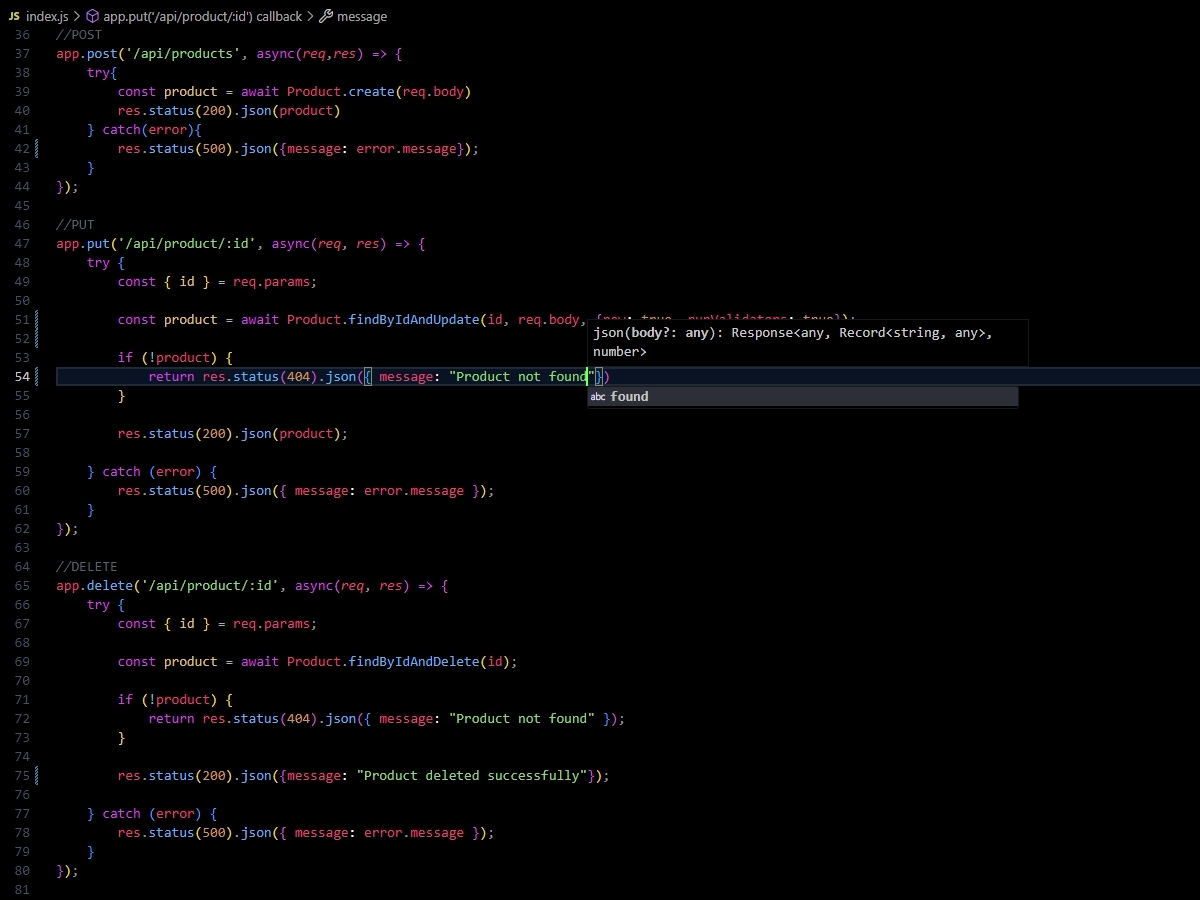 JS index.js > app.put('/api/product/:id') callback > message
36 //POST
37 app.post('/api/products', async(req,res) => {
38 try{
39 const product = await Product.create(req.body)
40 res.status(200).json(product)
41 } catch(error){
42 res.status(500).json({message: error.message});
43 }
44 });
45
46 //PUT
47 app.put('/api/product/:id', async(req, res) => {
48 try {
49 const { id } = req.params;
50
51 const product = await Product.findByIdAndUpdate(id, req.body, {new: true, runValidators: true});
json(body?: any): Response<any, Record<string, any>,
52
number>
53 if (!product) {
54 return res.status(404).json({ message: "Product not found"})
55 }
abc found
56
57 res.status(200).json(product);
58
59 } catch (error) {
60 res.status(500).json({ message: error.message });
61 }
62 });
63
64 //DELETE
65 app.delete('/api/product/:id', async(req, res) => {
66 try {
67 const { id } = req.params;
68
69 const product = await Product.findByIdAndDelete(id);
70
71 if (!product) {
72 return res.status(404).json({ message: "Product not found" });
73 }
74
75 res.status(200).json({message: "Product deleted successfully"});
76
77 } catch (error) {
78 res.status(500).json({ message: error.message });
79 }
80 });
81